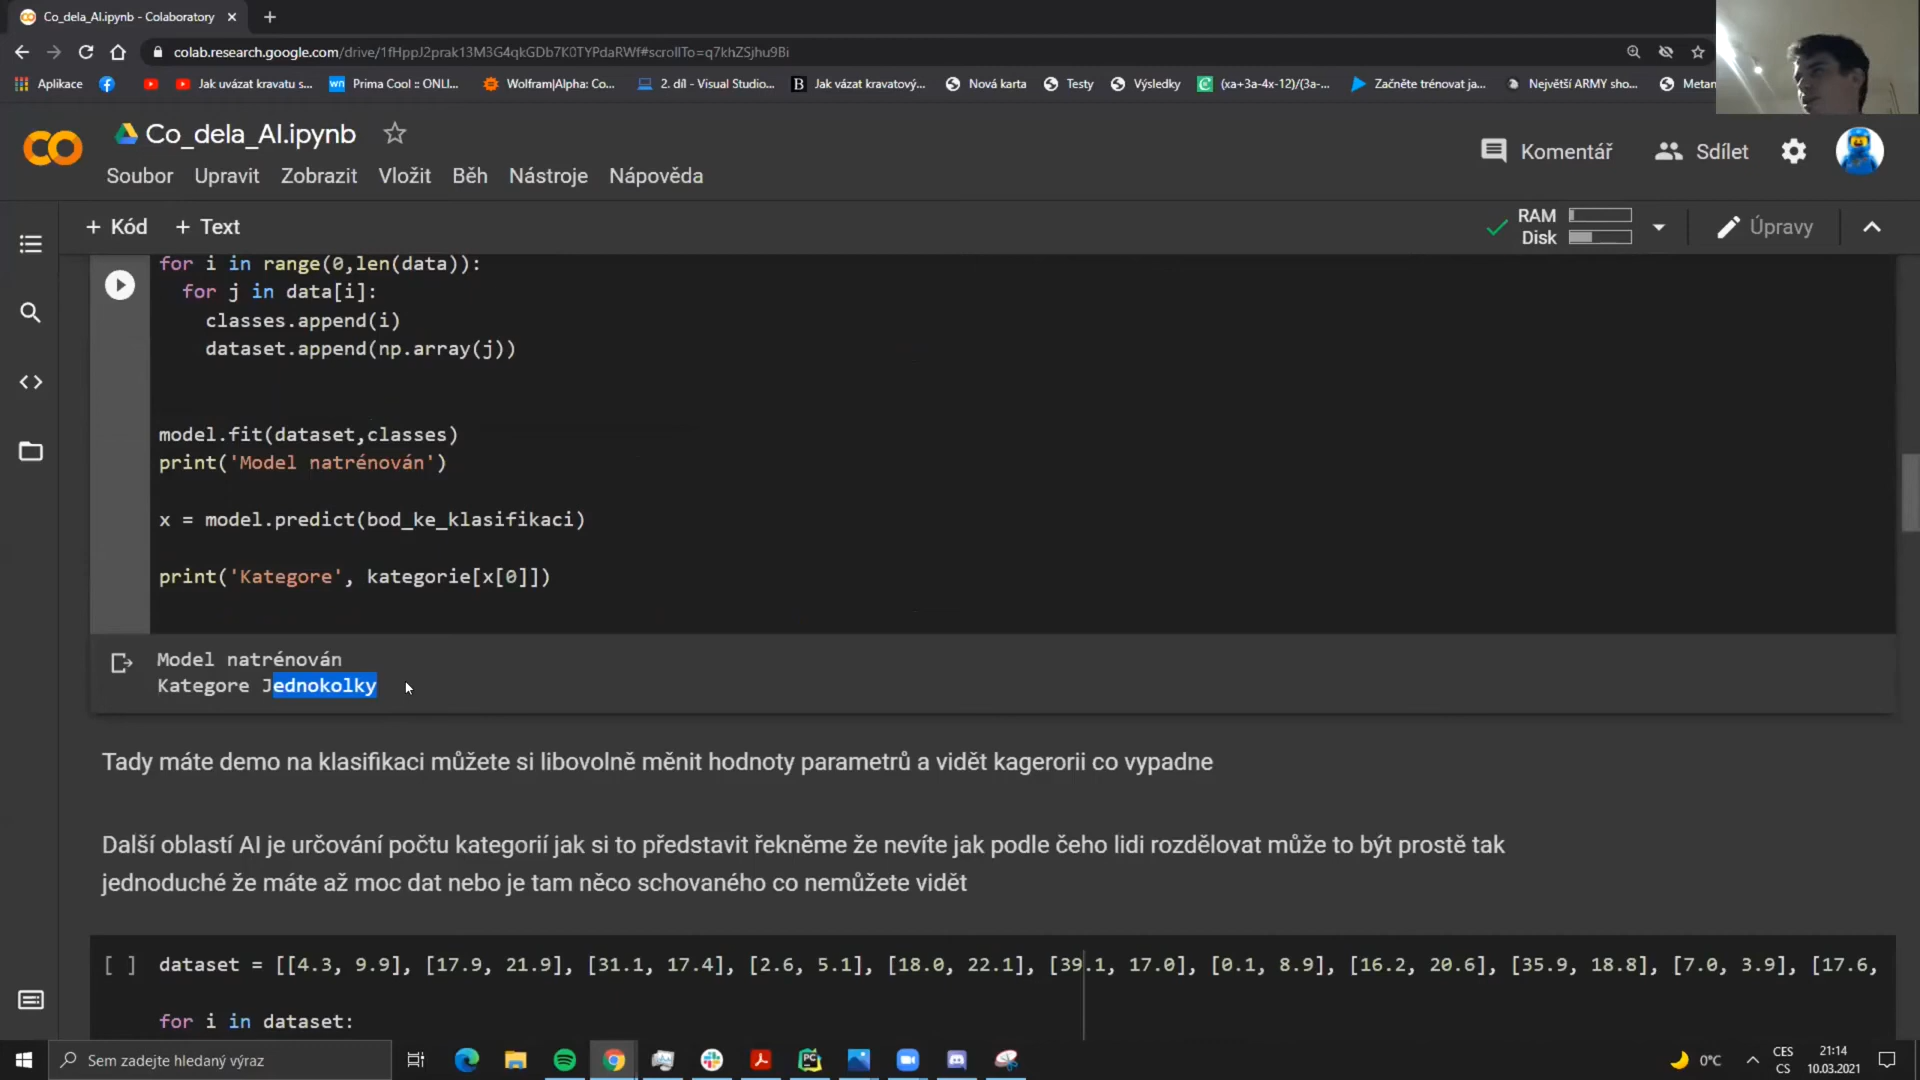 Co_dela_AI.ipynb - Colaboratory
colab.research.google.com/drive/1fHppJ2prak13M3G4qkGDb7K0TYPdaRWf#scrollTo=q7khZSjhu9Bi
Aplikace
Jak uvázat kravatu s...
wn Prima Cool :: ONLI...
Wolfram|Alpha: Co...
2. díl - Visual Studio...
B Jak vázat kravatový...
Nová karta
Testy
Výsledky
(xa+3a-4x-12)/(3a-...
Začněte trénovat ja...
Největší ARMY sho...
Metan
CO Co_dela_AI.ipynb
Komentář Sdílet
Soubor Upravit Zobrazit Vložit Běh Nástroje Nápověda
+ Kód + Text
RAM
Disk
Úpravy
for i in range(0,len(data)):
  for j in data[i]:
    classes.append(i)
    dataset.append(np.array(j))
model.fit(dataset,classes)
print('Model natrénován')
x = model.predict(bod_ke_klasifikaci)
print('Kategore', kategorie[x[0]])
Model natrénován
Kategore Jednokolky
Tady máte demo na klasifikaci můžete si libovolně měnit hodnoty parametrů a vidět kagerorii co vypadne
Další oblastí AI je určování počtu kategorií jak si to představit řekněme že nevíte jak podle čeho lidi rozdělovat může to být prostě tak
jednoduché že máte až moc dat nebo je tam něco schovaného co nemůžete vidět
[ ] dataset = [[4.3, 9.9], [17.9, 21.9], [31.1, 17.4], [2.6, 5.1], [18.0, 22.1], [39.1, 17.0], [0.1, 8.9], [16.2, 20.6], [35.9, 18.8], [7.0, 3.9], [17.6,
for i in dataset:
Sem zadejte hledaný výraz
PC
0°C
CES
CS
21:14
10.03.2021